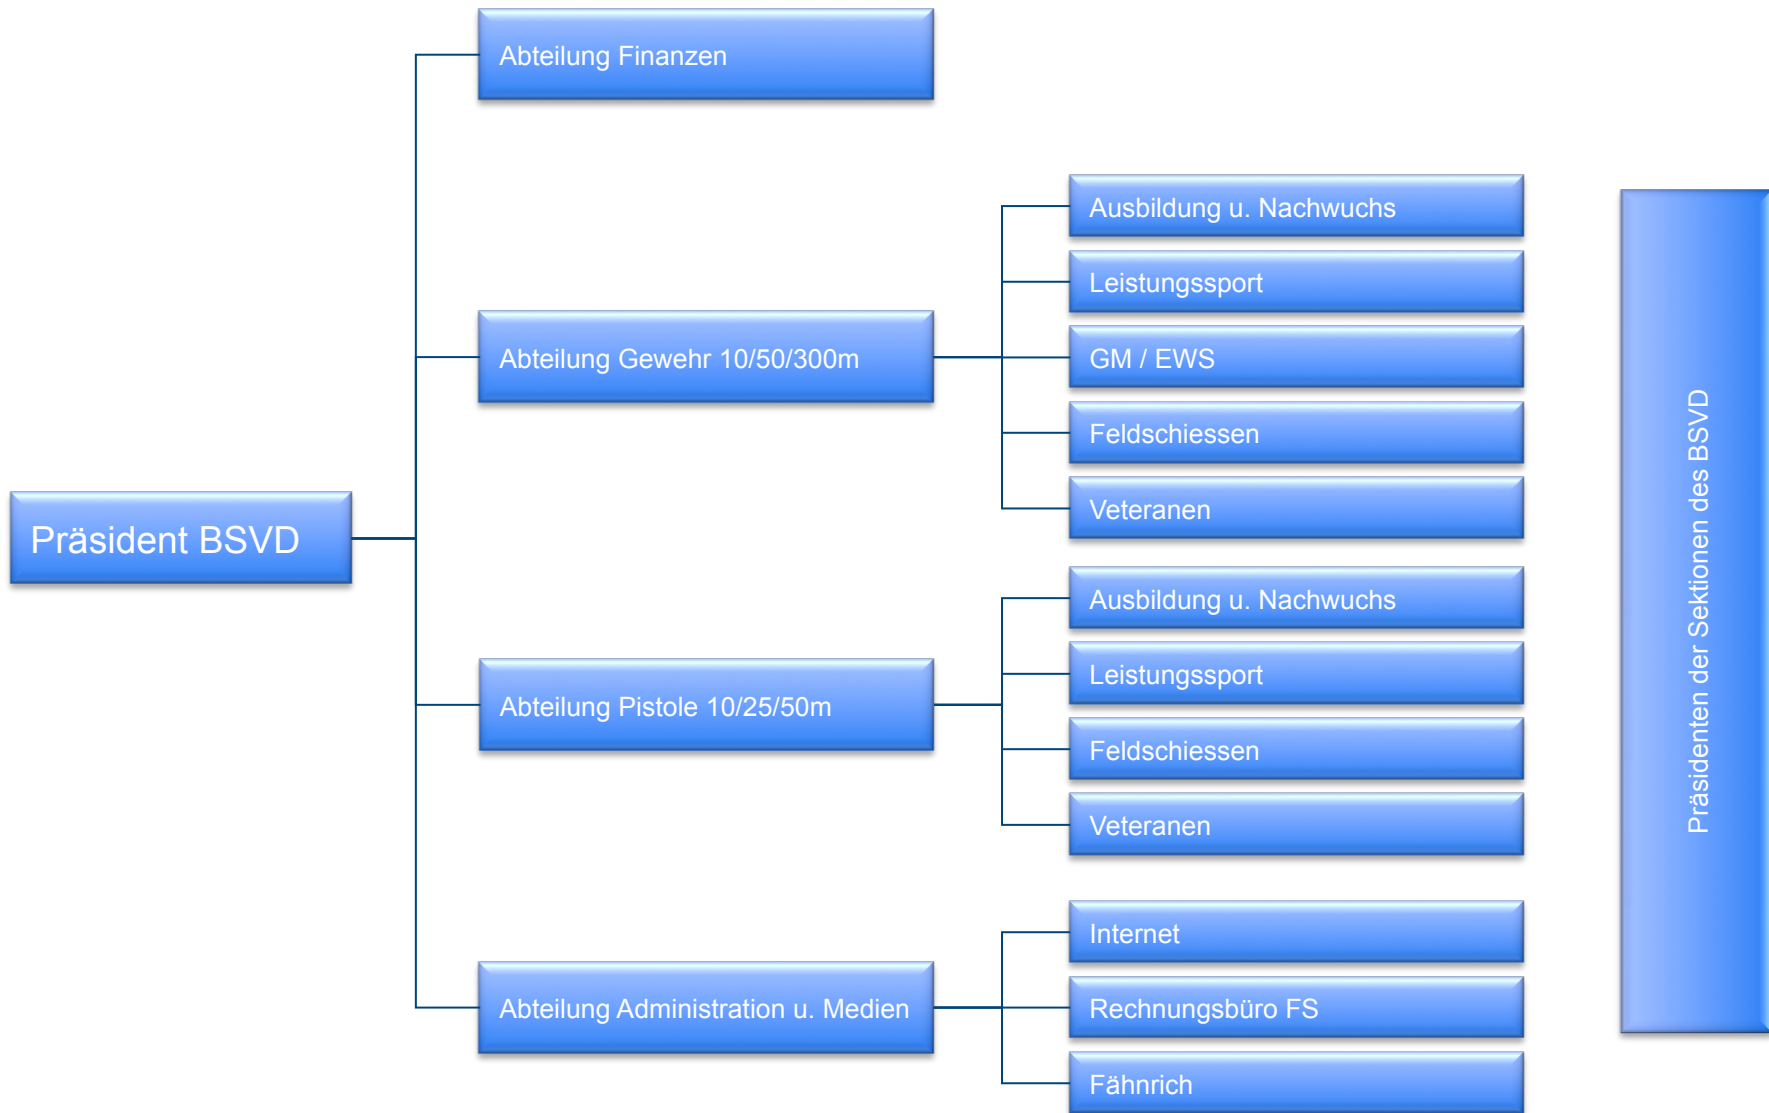 Präsident BSVD
Abteilung Finanzen
Abteilung Gewehr 10/50/300m
Ausbildung u. Nachwuchs
Leistungssport
GM / EWS
Feldschiessen
Veteranen
Abteilung Pistole 10/25/50m
Ausbildung u. Nachwuchs
Leistungssport
Feldschiessen
Veteranen
Abteilung Administration u. Medien
Internet
Rechnungsbüro FS
Fähnrich
Präsidenten der Sektionen des BSVD